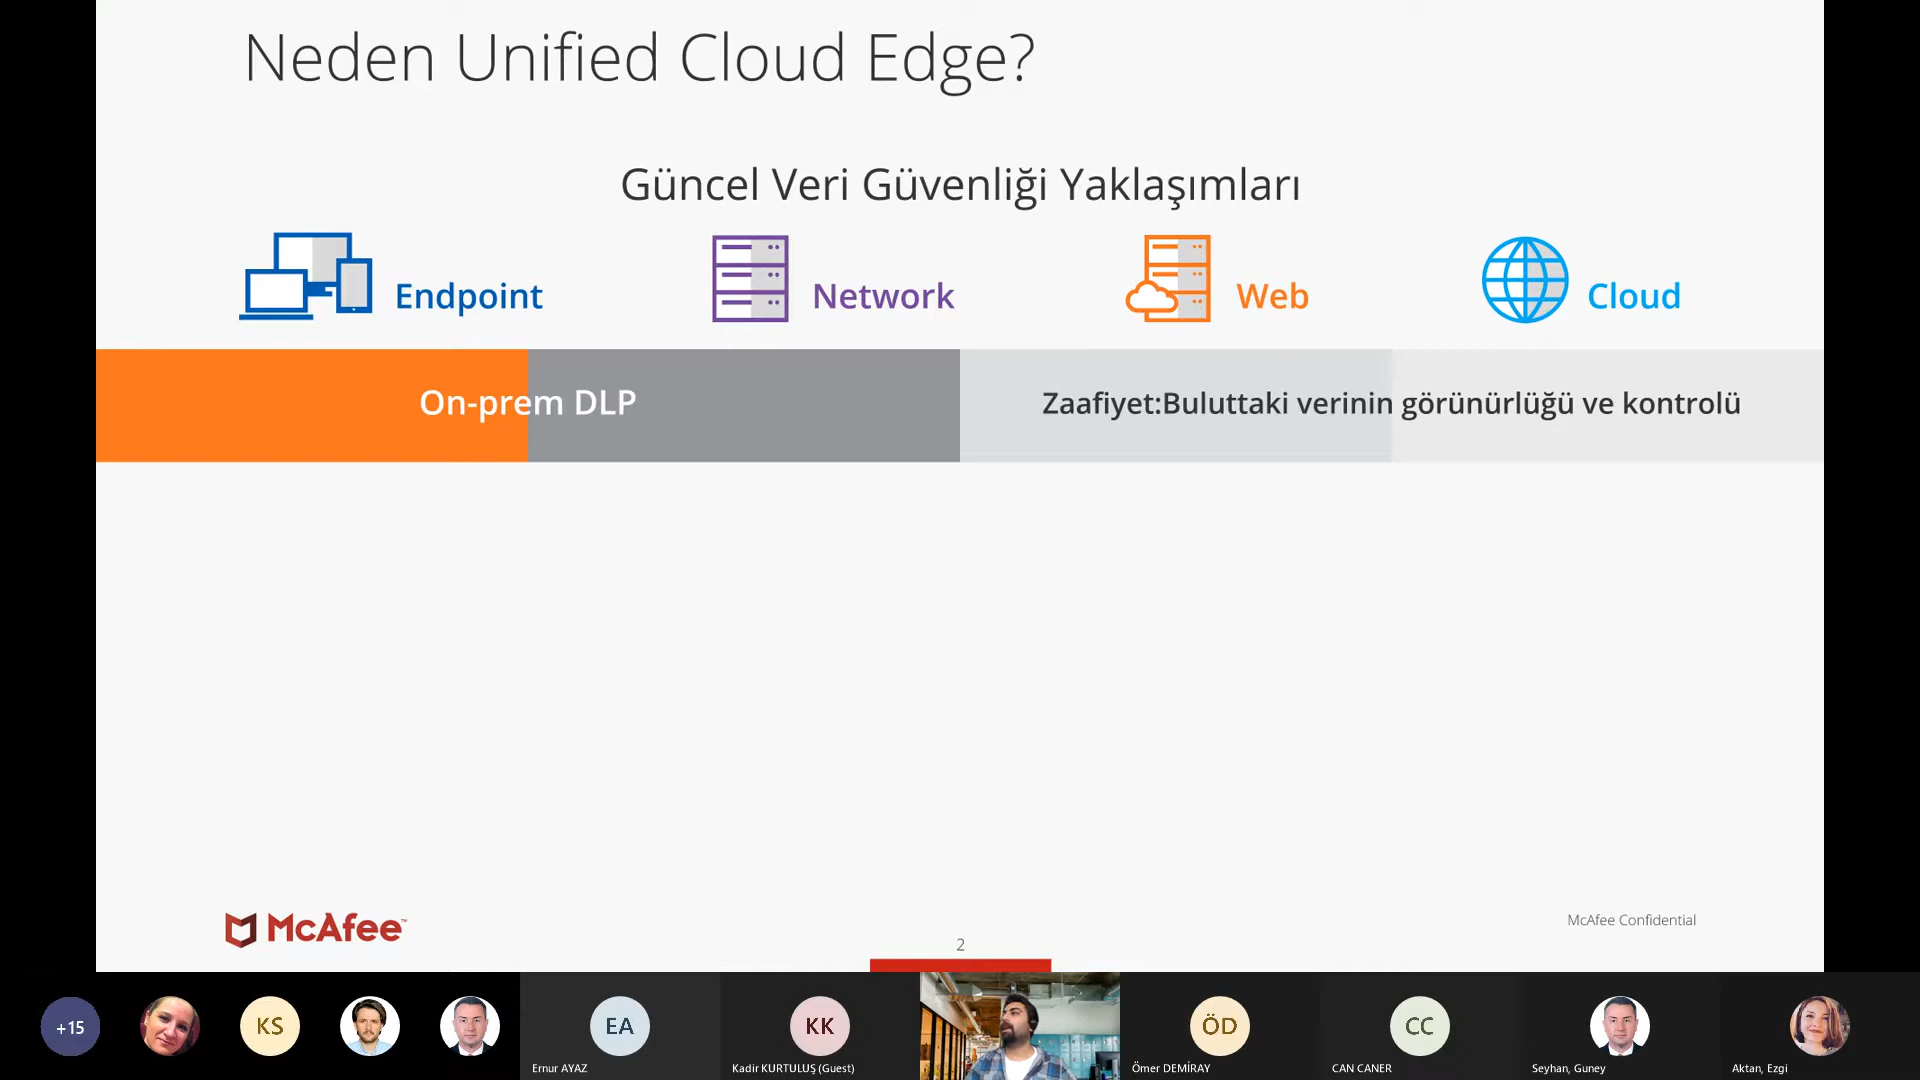 Neden Unified Cloud Edge?
Güncel Veri Güvenliği Yaklaşımları
Endpoint
Network
Web
Cloud
On-prem DLP
Zaafiyet:Buluttaki verinin görünürlüğü ve kontrolü
McAfee™
McAfee Confidential
2
+15
KS
EA
KK
ÖD
CC
Ernur AYAZ
Kadir KURTULUŞ (Guest)
Ömer DEMİRAY
CAN CANER
Seyhan, Guney
Aktan, Ezgi